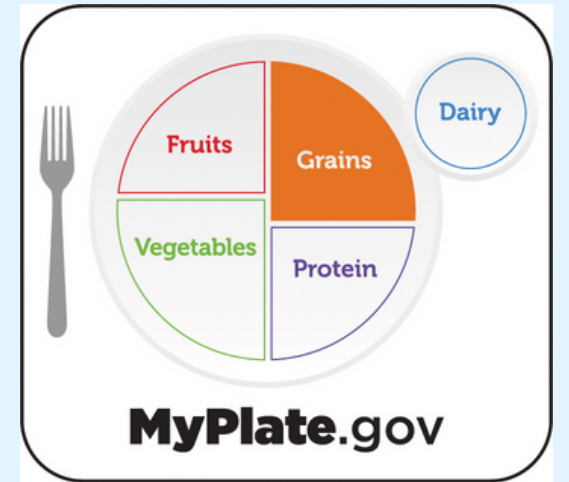 Dairy
Fruits
Grains
Vegetables
Protein
MyPlate.gov